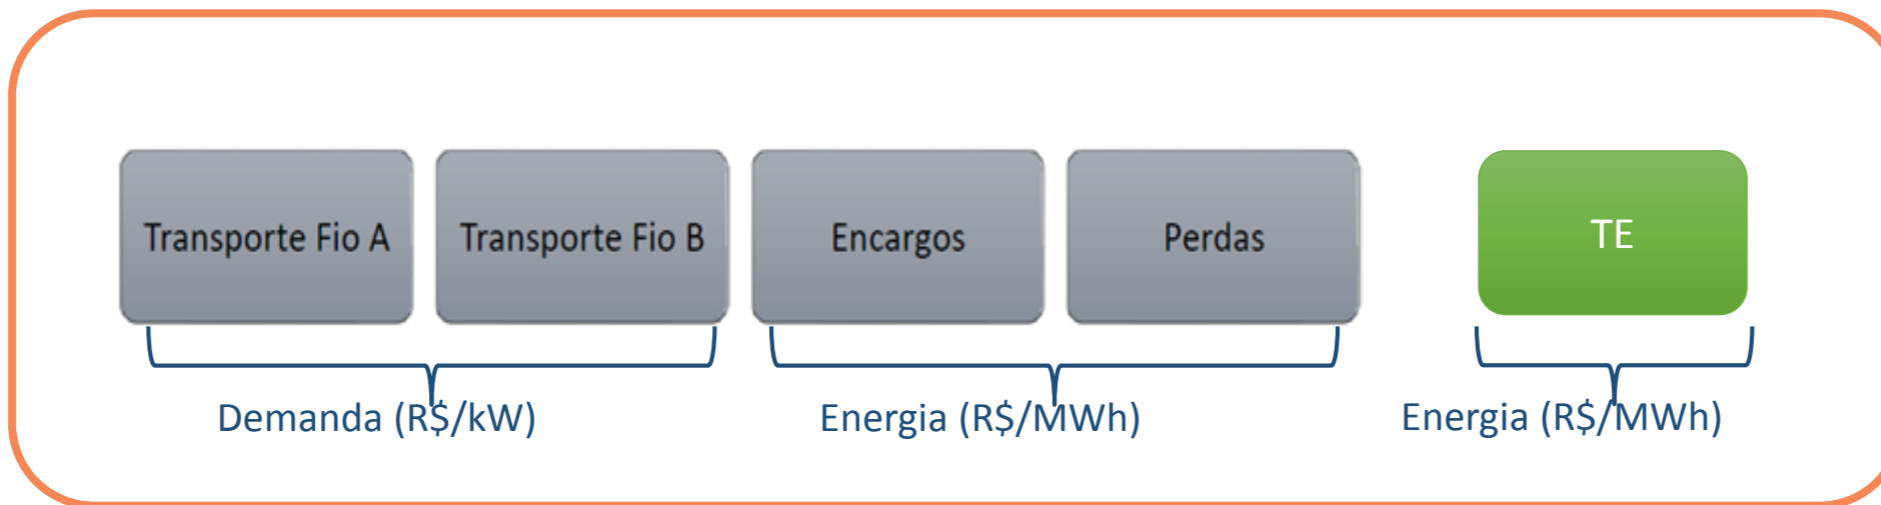 Transporte Fio A
Transporte Fio B
Encargos
Perdas
TE
Demanda (R$/kW)
Energia (R$/MWh)
Energia (R$/MWh)